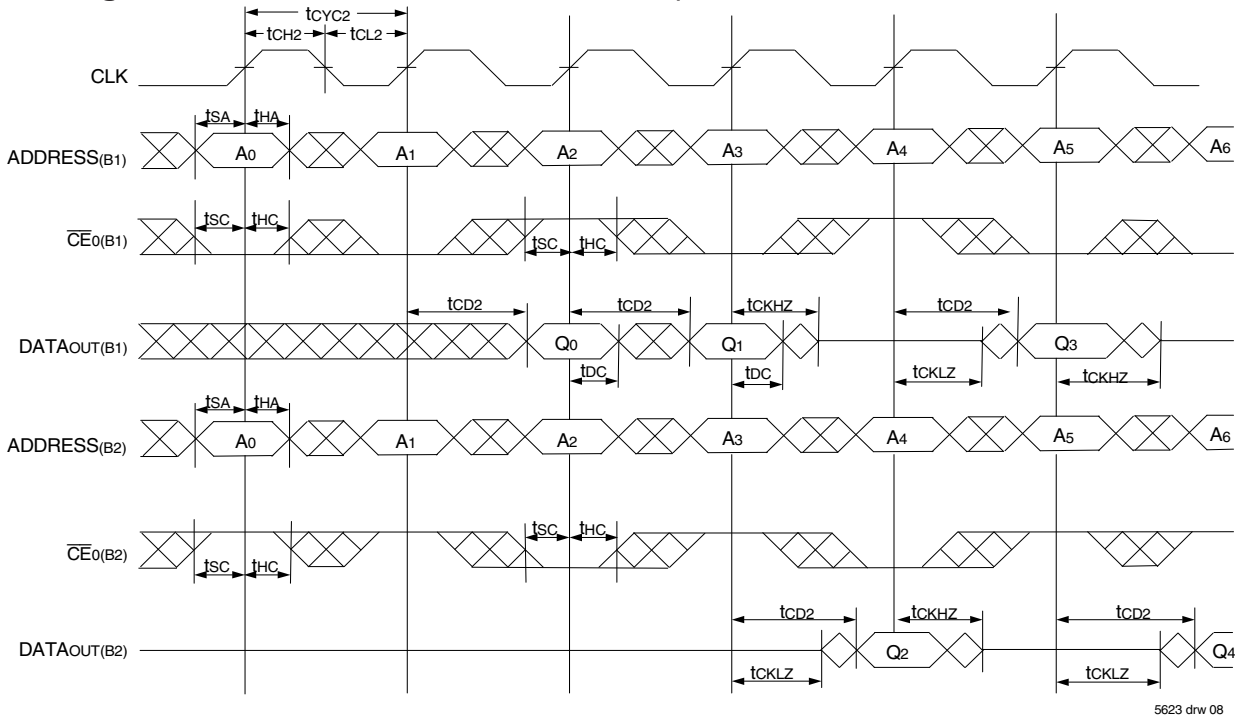 tCYC2
tCH2 tCL2
CLK
tSA tHA
ADDRESS(B1) A0 A1 A2 A3 A4 A5 A6
tSC tHC
CE0(B1)
tSC tHC
tCD2 tCD2 tCKHZ tCD2
DATAOUT(B1) Q0 Q1 Q3
tDC tDC tCKLZ tCKHZ
tSA tHA
ADDRESS(B2) A0 A1 A2 A3 A4 A5 A6
tSC tHC
CE0(B2)
tSC tHC
tCD2 tCKHZ tCD2
DATAOUT(B2) Q2 Q4
tCKLZ tCKLZ
5623 drw 08